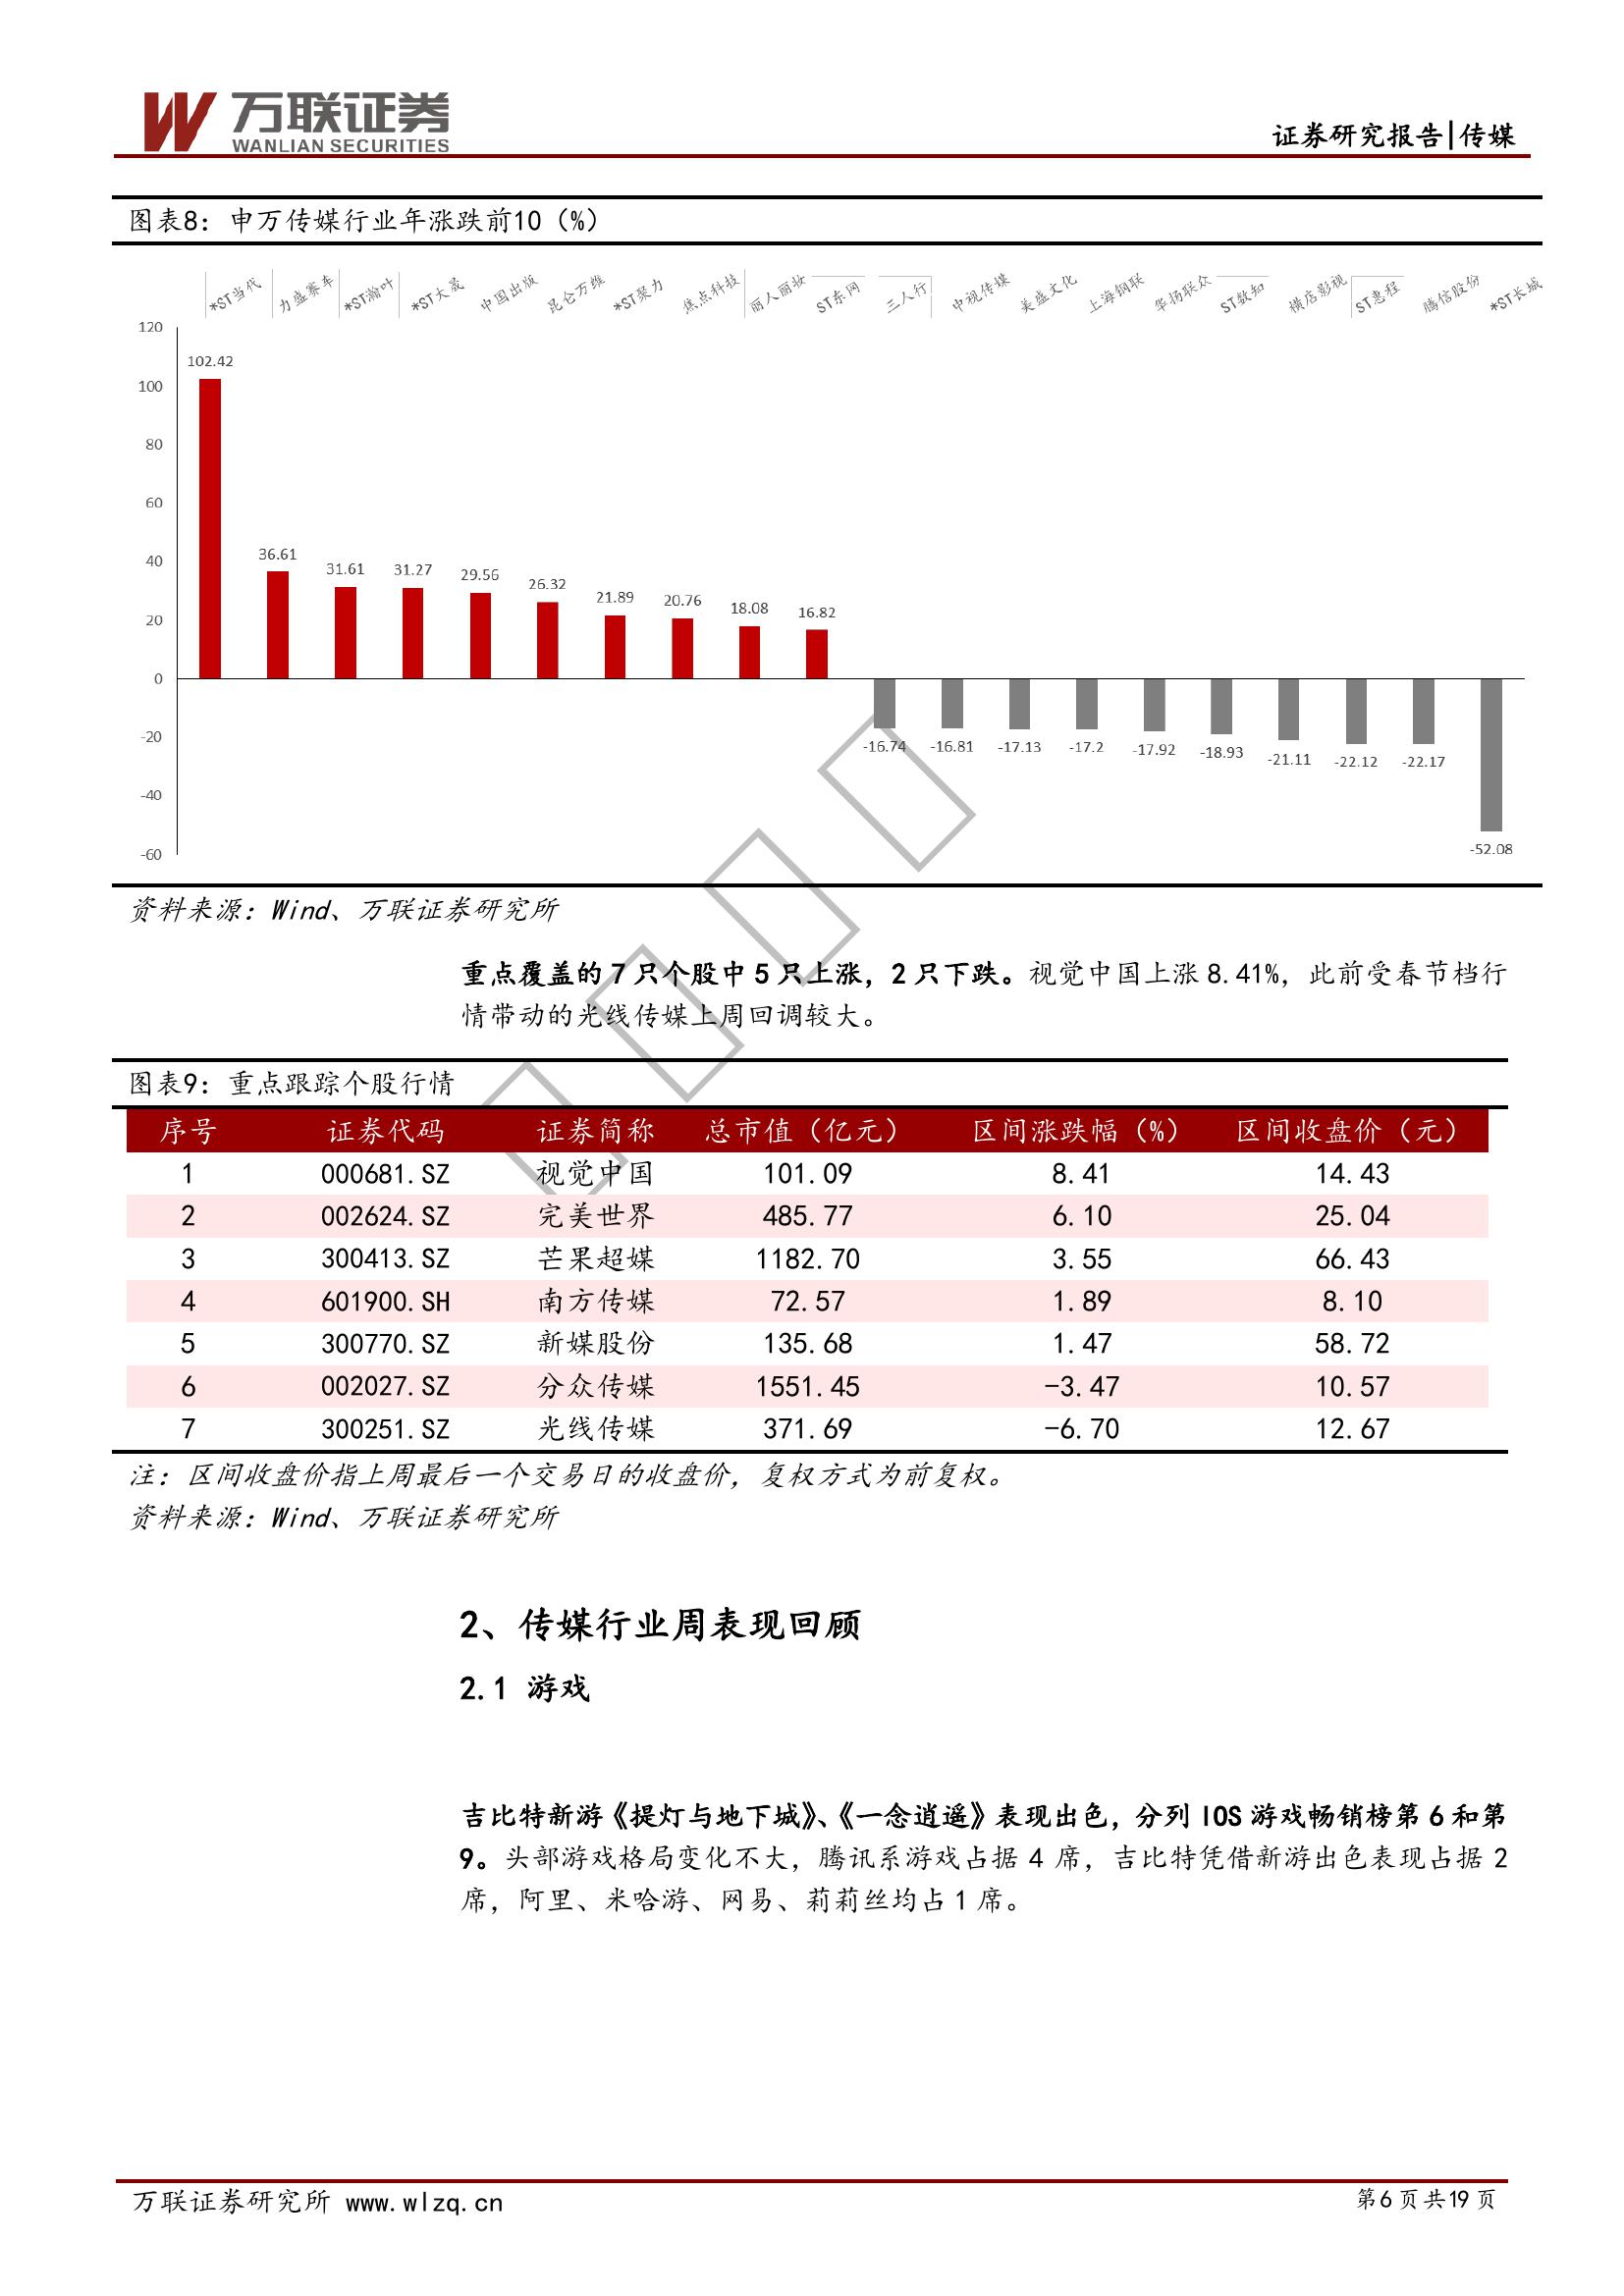 万联证券
WANLIAN SECURITIES
证券研究报告|传媒
图表8：申万传媒行业年涨跌前10（%）
*ST当代 力盛赛车 *ST瀚叶 *ST大晟 中国出版 昆仑万维 *ST聚力 焦点科技 丽人丽妆 ST东网 三人行 中视传媒 美盛文化 上海钢联 华扬联众 ST数知 横店影视 ST惠程 腾信股份 *ST长城
120
100
80
60
40
20
0
-20
-40
-60
102.42 36.61 31.61 31.27 29.56 26.32 21.89 20.76 18.08 16.82
-16.74 -16.81 -17.13 -17.2 -17.92 -18.93 -21.11 -22.12 -22.17 -52.08
资料来源：Wind、万联证券研究所
重点覆盖的 7 只个股中 5 只上涨，2 只下跌。视觉中国上涨 8.41%，此前受春节档行
情带动的光线传媒上周回调较大。
图表9：重点跟踪个股行情
序号 证券代码 证券简称 总市值（亿元） 区间涨跌幅（%） 区间收盘价（元）
1 000681.SZ 视觉中国 101.09 8.41 14.43
2 002624.SZ 完美世界 485.77 6.10 25.04
3 300413.SZ 芒果超媒 1182.70 3.55 66.43
4 601900.SH 南方传媒 72.57 1.89 8.10
5 300770.SZ 新媒股份 135.68 1.47 58.72
6 002027.SZ 分众传媒 1551.45 -3.47 10.57
7 300251.SZ 光线传媒 371.69 -6.70 12.67
注：区间收盘价指上周最后一个交易日的收盘价，复权方式为前复权。
资料来源：Wind、万联证券研究所
2、传媒行业周表现回顾
2.1 游戏
吉比特新游《提灯与地下城》、《一念逍遥》表现出色，分列 IOS 游戏畅销榜第 6 和第
9。头部游戏格局变化不大，腾讯系游戏占据 4 席，吉比特凭借新游出色表现占据 2
席，阿里、米哈游、网易、莉莉丝均占 1 席。
万联证券研究所 www.wlzq.cn
第 6 页 共 19 页